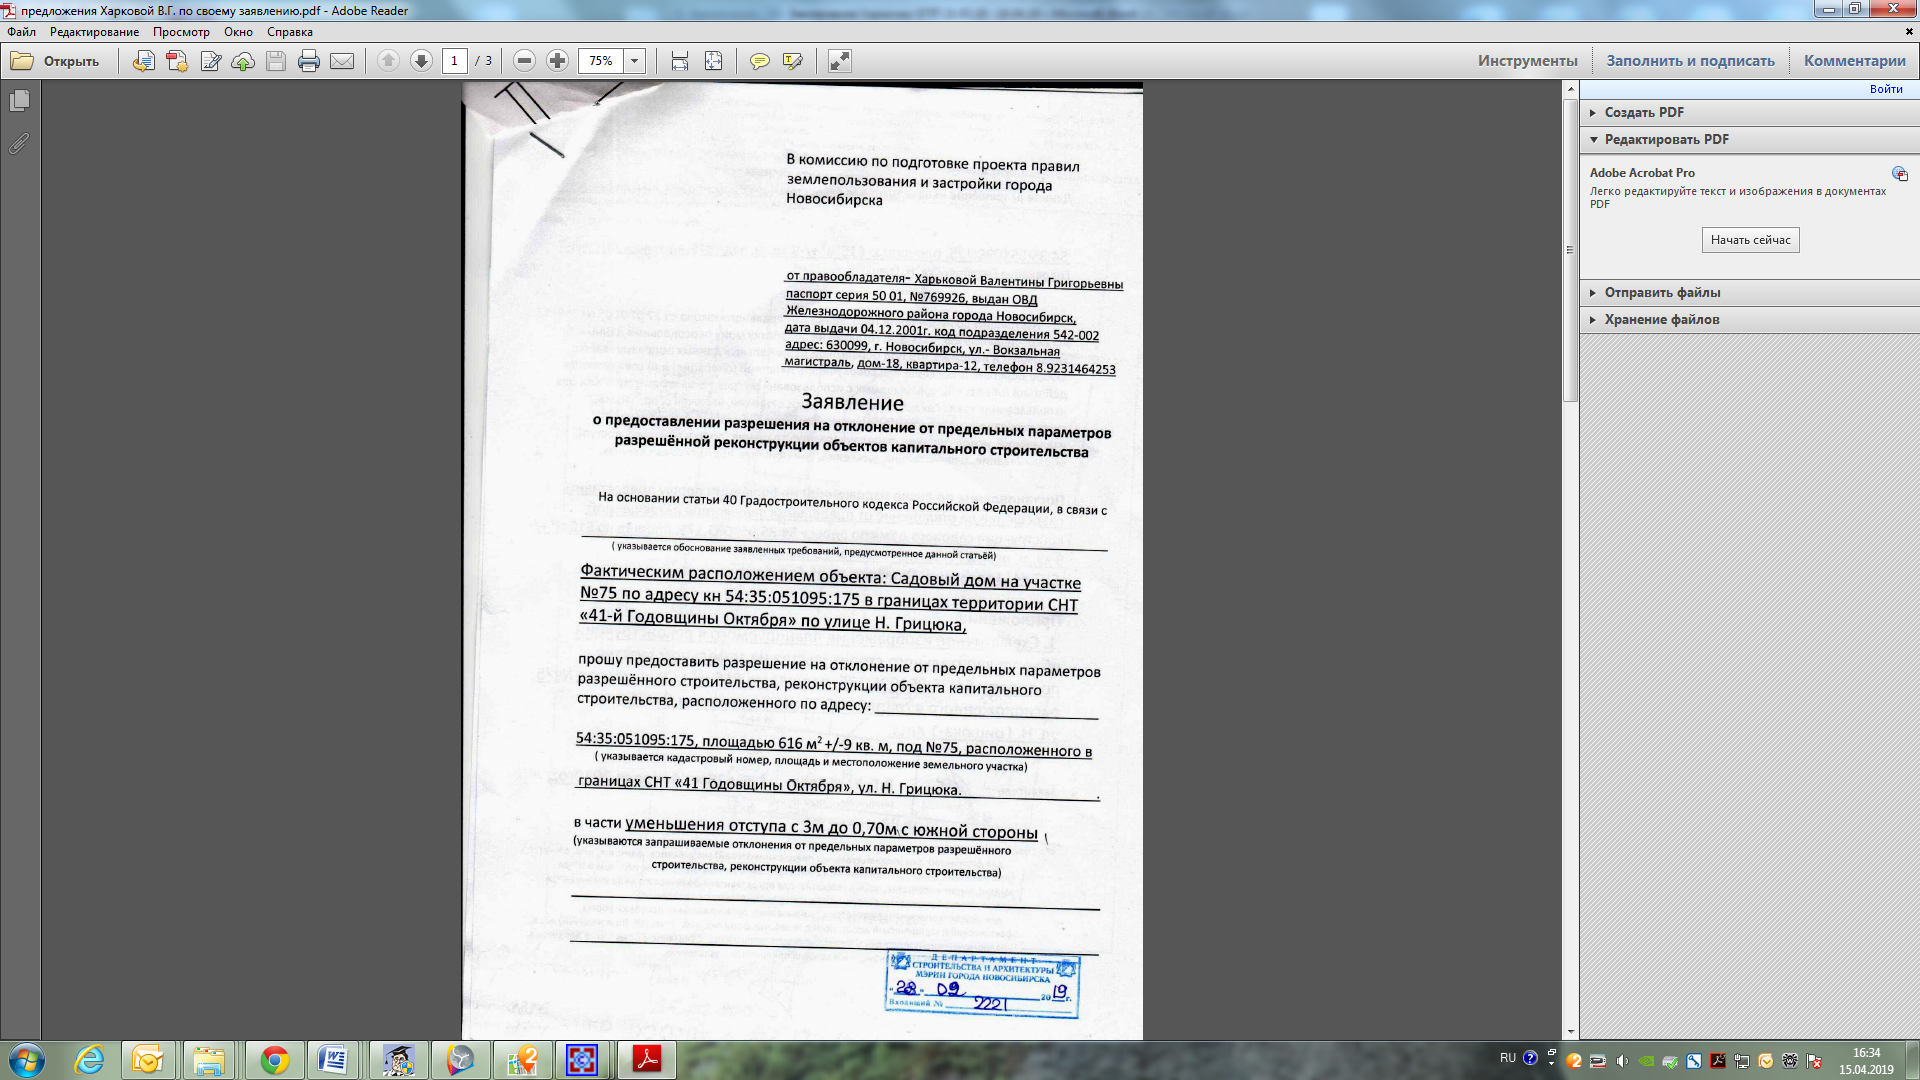 предложения Харковой В.Г. по своему заявлению.pdf - Adobe Reader
Файл Редактирование Просмотр Окно Справка
Открыть 1 / 3 75% Инструменты Заполнить и подписать Комментарии
Войти
Создать PDF
Редактировать PDF
Adobe Acrobat Pro
Легко редактируйте текст и изображения в документах
PDF
Начать сейчас
Отправить файлы
Хранение файлов
В комиссию по подготовке проекта правил
землепользования и застройки города
Новосибирска
от правообладателя- Харьковой Валентины Григорьевны
паспорт серия 50 01, №769926, выдан ОВД
Железнодорожного района города Новосибирск,
дата выдачи 04.12.2001г. код подразделения 542-002
адрес: 630099, г. Новосибирск, ул.- Вокзальная
магистраль, дом-18, квартира-12, телефон 8.9231464253
Заявление
о предоставлении разрешения на отклонение от предельных параметров
разрешённой реконструкции объектов капитального строительства
На основании статьи 40 Градостроительного кодекса Российской Федерации, в связи с
( указывается обоснование заявленных требований, предусмотренное данной статьёй)
Фактическим расположением объекта: Садовый дом на участке
№75 по адресу кн 54:35:051095:175 в границах территории СНТ
«41-й Годовщины Октября» по улице Н. Грицюка,
прошу предоставить разрешение на отклонение от предельных параметров
разрешённого строительства, реконструкции объекта капитального
строительства, расположенного по адресу:
54:35:051095:175, площадью 616 м² +/-9 кв. м, под №75, расположенного в
( указывается кадастровый номер, площадь и местоположение земельного участка)
границах СНТ «41 Годовщины Октября», ул. Н. Грицюка.
в части уменьшения отступа с 3м до 0,70м с южной стороны
(указываются запрашиваемые отклонения от предельных параметров разрешённого
строительства, реконструкции объекта капитального строительства)
ДЕПАРТАМЕНТ
СТРОИТЕЛЬСТВА И АРХИТЕКТУРЫ
МЭРИИ ГОРОДА НОВОСИБИРСКА
"28" 02 2019 г.
Входящий № 2221
RU
16:34
15.04.2019